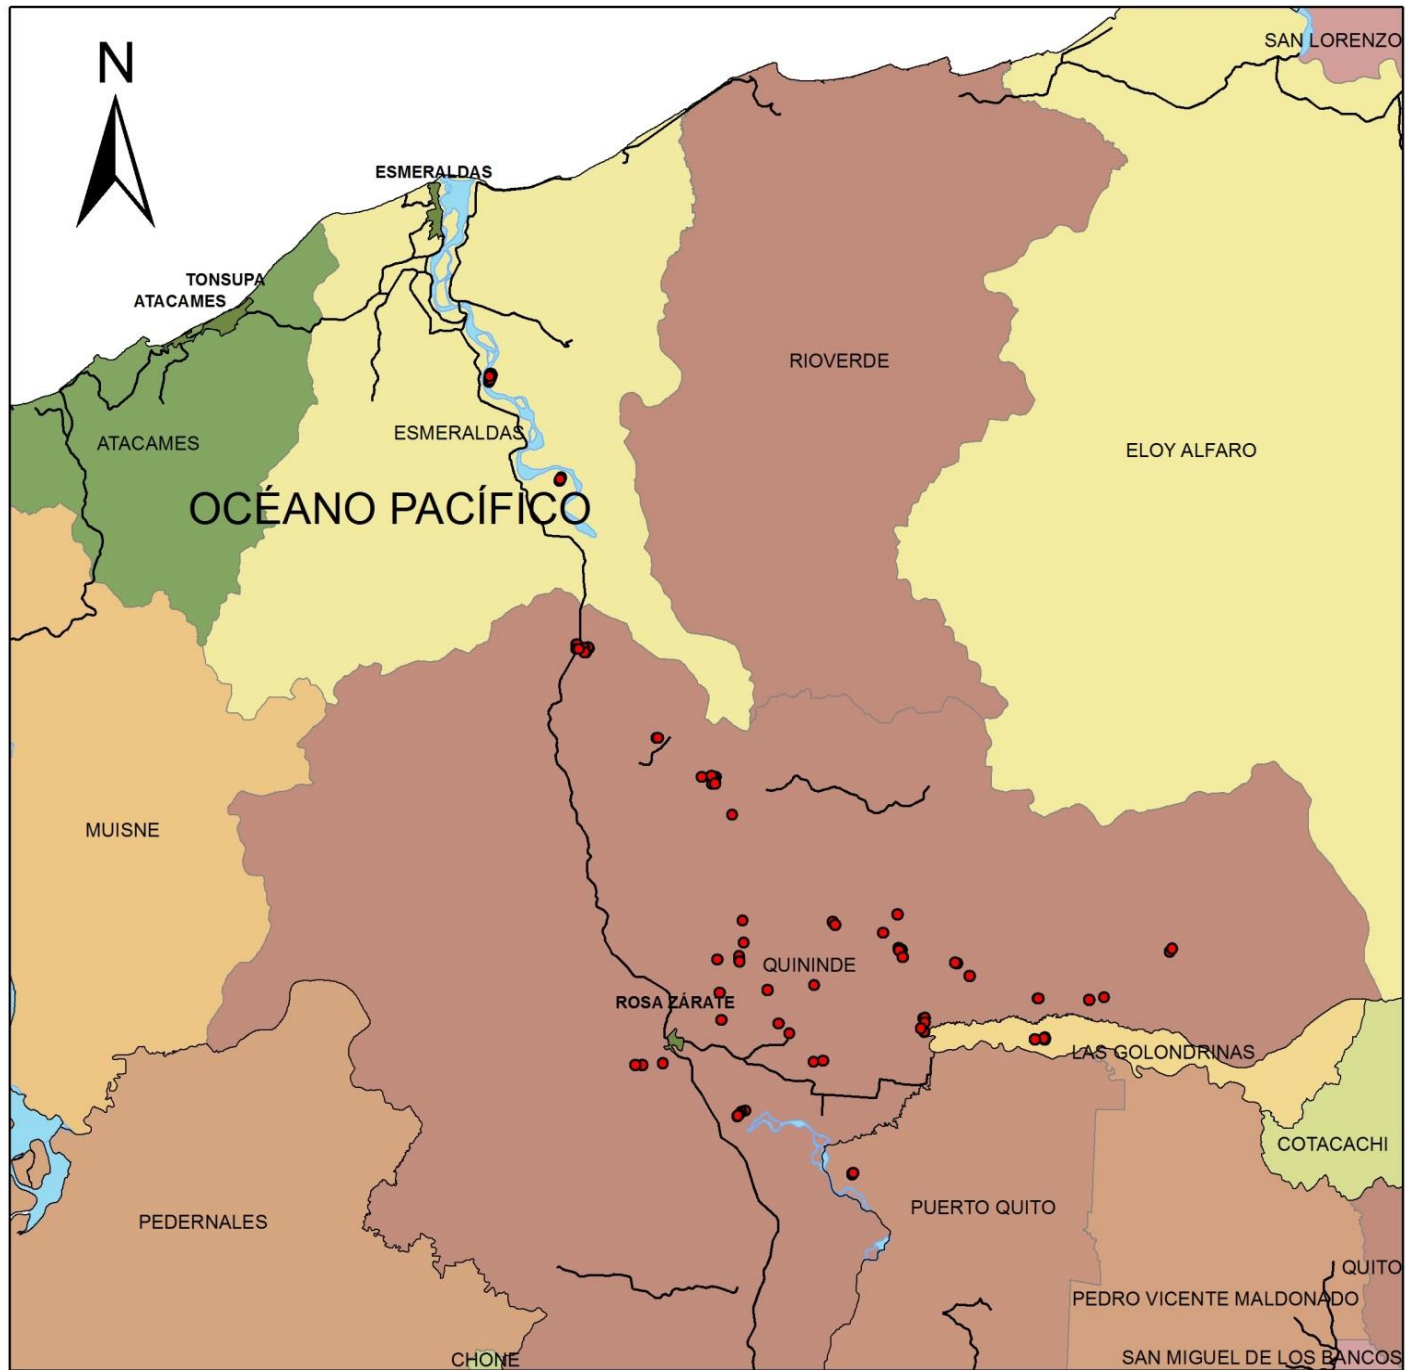 SAN LORENZO
N
ESMERALDAS
TONSUPA
ATACAMES
RIOVERDE
ESMERALDAS
ATACAMES
ELOY ALFARO
OCÉANO PACÍFICO
MUISNE
QUININDE
ROSA ZÁRATE
LAS GOLONDRINAS
COTACACHI
PUERTO QUITO
PEDERNALES
QUITO
PEDRO VICENTE MALDONADO
CHONE
SAN MIGUEL DE LOS BANCOS